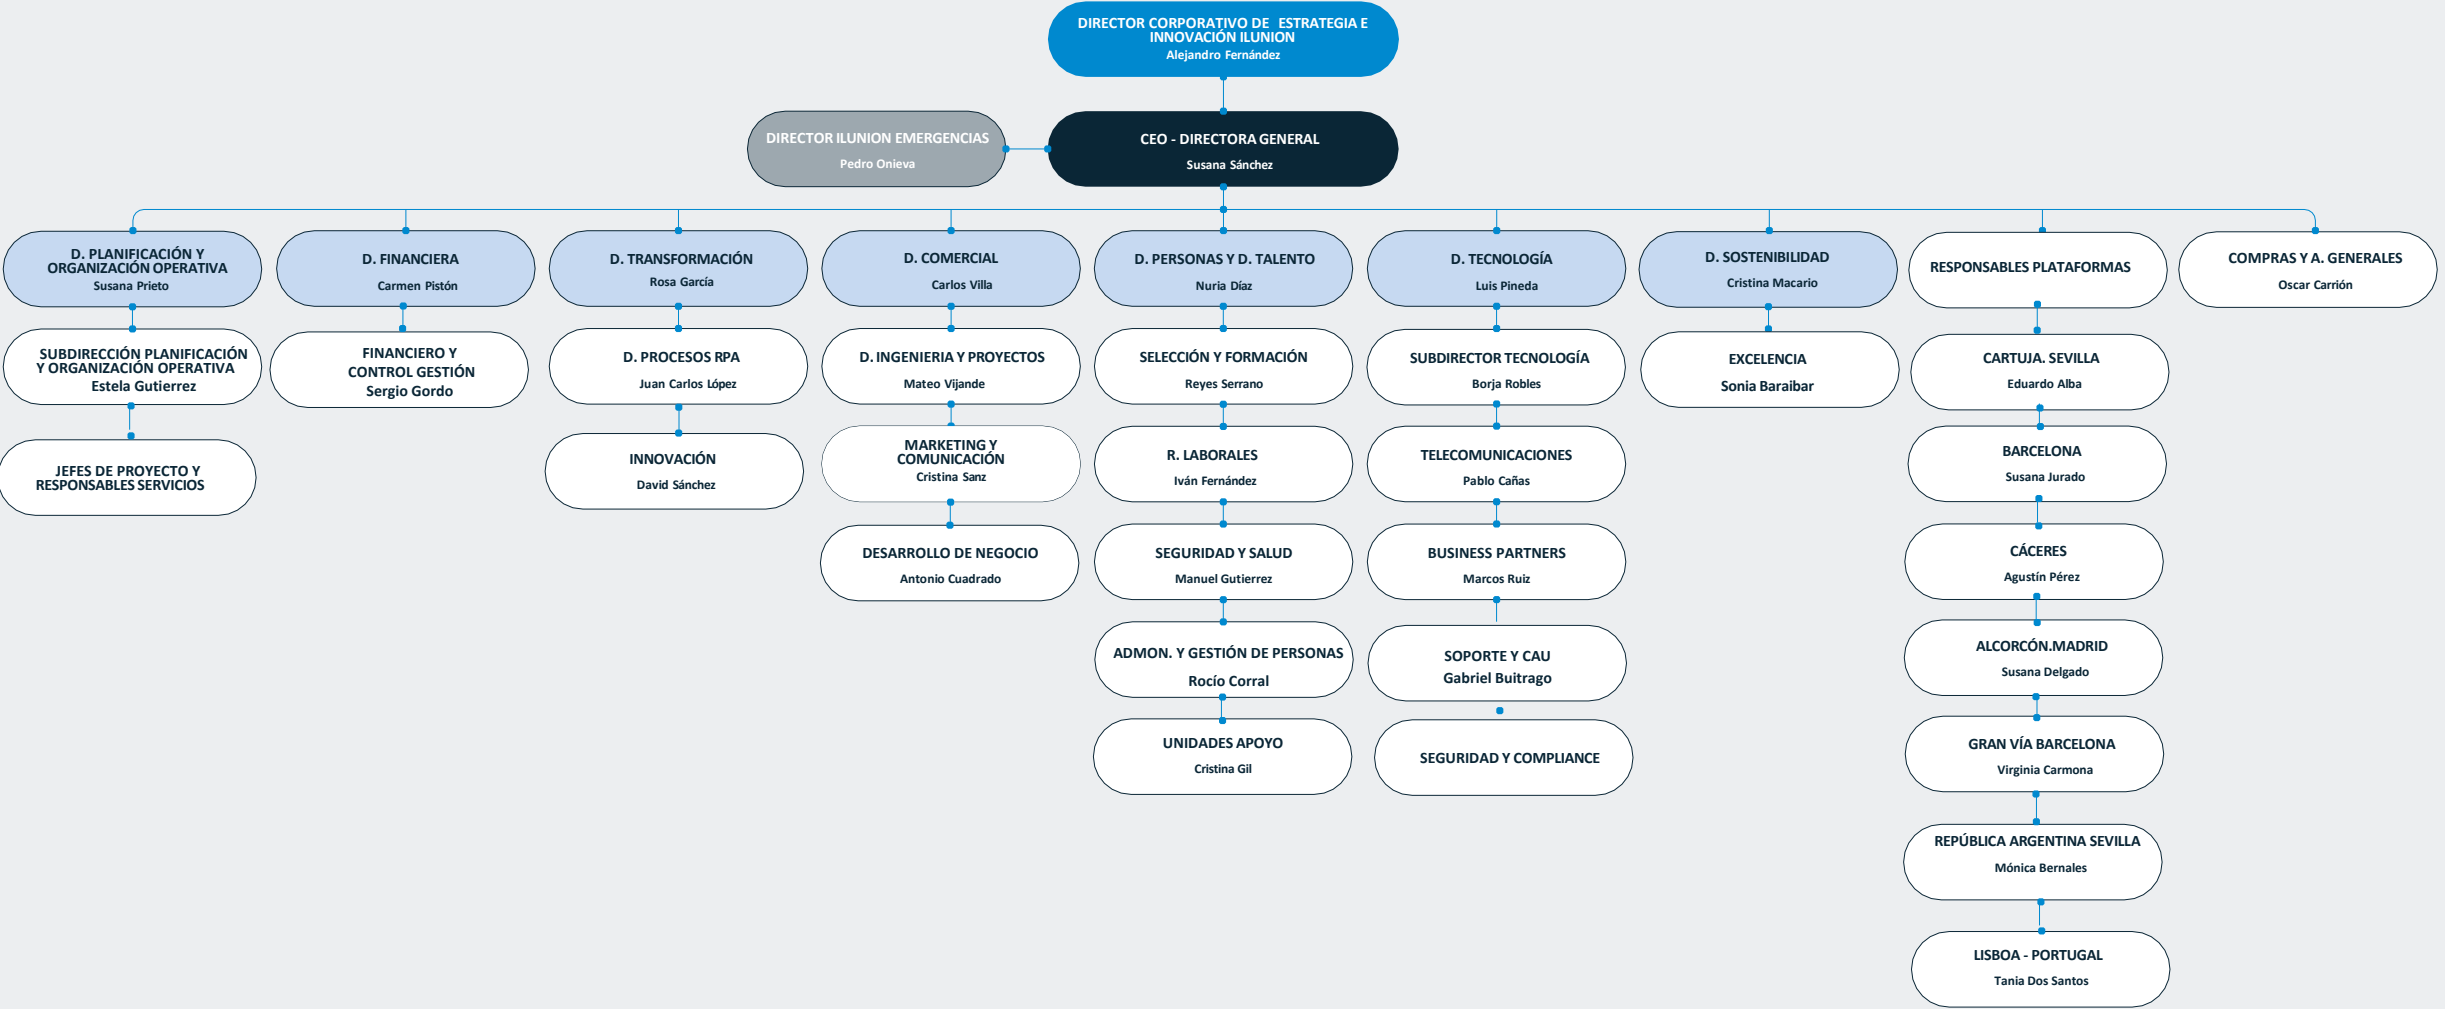 DIRECTOR CORPORATIVO DE ESTRATEGIA E
INNOVACIÓN ILUNION
Alejandro Fernández
DIRECTOR ILUNION EMERGENCIAS
Pedro Onieva
CEO - DIRECTORA GENERAL
Susana Sánchez
D. PLANIFICACIÓN Y
ORGANIZACIÓN OPERATIVA
Susana Prieto
SUBDIRECCIÓN PLANIFICACIÓN
Y ORGANIZACIÓN OPERATIVA
Estela Gutierrez
JEFES DE PROYECTO Y
RESPONSABLES SERVICIOS
D. FINANCIERA
Carmen Pistón
FINANCIERO Y
CONTROL GESTIÓN
Sergio Gordo
D. TRANSFORMACIÓN
Rosa García
D. PROCESOS RPA
Juan Carlos López
INNOVACIÓN
David Sánchez
D. COMERCIAL
Carlos Villa
D. INGENIERIA Y PROYECTOS
Mateo Vijande
MARKETING Y
COMUNICACIÓN
Cristina Sanz
DESARROLLO DE NEGOCIO
Antonio Cuadrado
D. PERSONAS Y D. TALENTO
Nuria Díaz
SELECCIÓN Y FORMACIÓN
Reyes Serrano
R. LABORALES
Iván Fernández
SEGURIDAD Y SALUD
Manuel Gutierrez
ADMON. Y GESTIÓN DE PERSONAS
Rocío Corral
UNIDADES APOYO
Cristina Gil
D. TECNOLOGÍA
Luis Pineda
SUBDIRECTOR TECNOLOGÍA
Borja Robles
TELECOMUNICACIONES
Pablo Cañas
BUSINESS PARTNERS
Marcos Ruiz
SOPORTE Y CAU
Gabriel Buitrago
SEGURIDAD Y COMPLIANCE
D. SOSTENIBILIDAD
Cristina Macario
EXCELENCIA
Sonia Baraibar
RESPONSABLES PLATAFORMAS
CARTUJA. SEVILLA
Eduardo Alba
BARCELONA
Susana Jurado
CÁCERES
Agustín Pérez
ALCORCÓN.MADRID
Susana Delgado
GRAN VÍA BARCELONA
Virginia Carmona
REPÚBLICA ARGENTINA SEVILLA
Mónica Bernales
LISBOA - PORTUGAL
Tania Dos Santos
COMPRAS Y A. GENERALES
Oscar Carrión